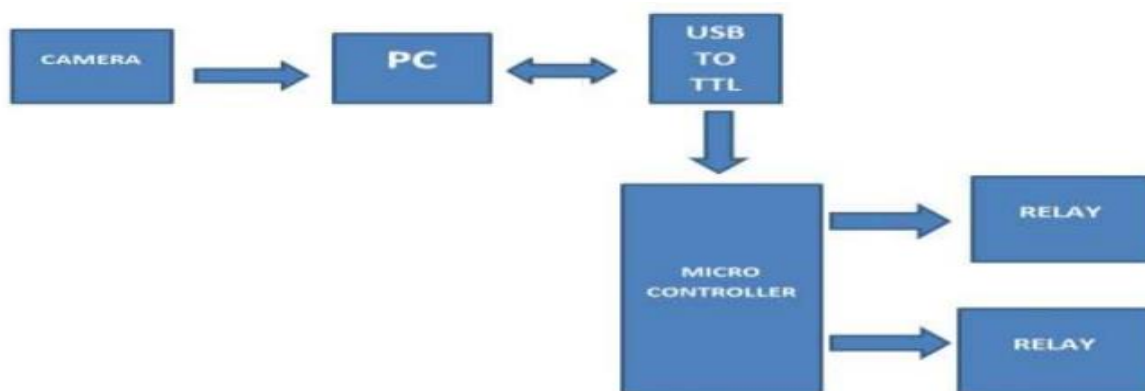 CAMERA
PC
USB
TO
TTL
MICRO
CONTROLLER
RELAY
RELAY